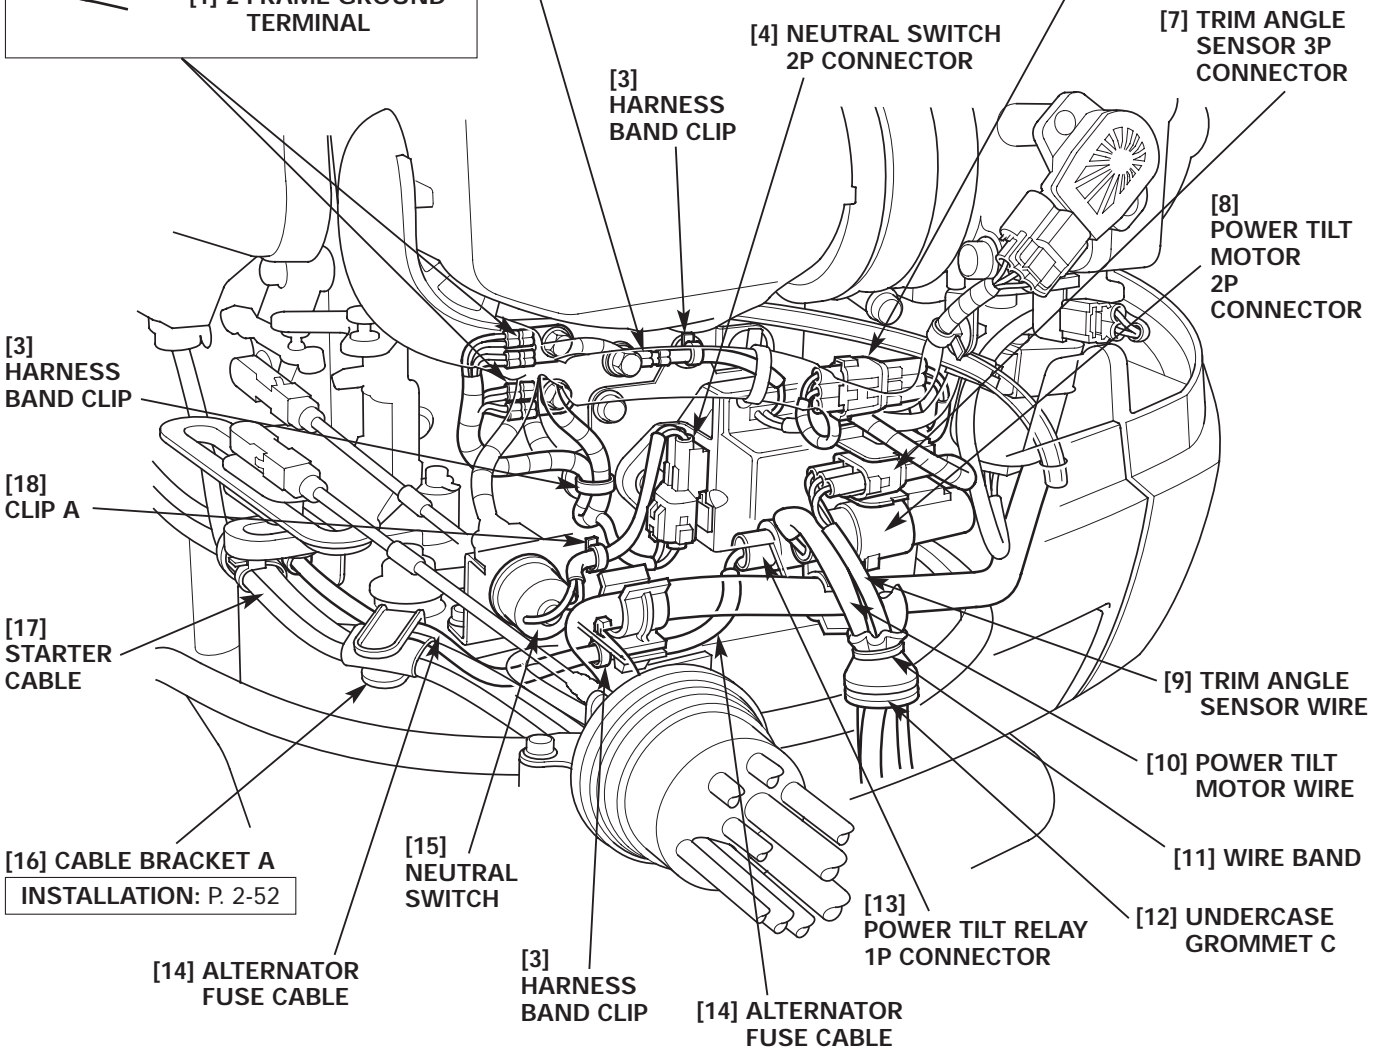 [1]-2 FRAME GROUND
TERMINAL
[4] NEUTRAL SWITCH
2P CONNECTOR
[7] TRIM ANGLE
SENSOR 3P
CONNECTOR
[3]
HARNESS
BAND CLIP
[8]
POWER TILT
MOTOR
2P
CONNECTOR
[3]
HARNESS
BAND CLIP
[18]
CLIP A
[17]
STARTER
CABLE
[9] TRIM ANGLE
SENSOR WIRE
[10] POWER TILT
MOTOR WIRE
[16] CABLE BRACKET A
INSTALLATION: P. 2-52
[15]
NEUTRAL
SWITCH
[11] WIRE BAND
[13]
POWER TILT RELAY
1P CONNECTOR
[12] UNDERCASE
GROMMET C
[14] ALTERNATOR
FUSE CABLE
[3]
HARNESS
BAND CLIP
[14] ALTERNATOR
FUSE CABLE